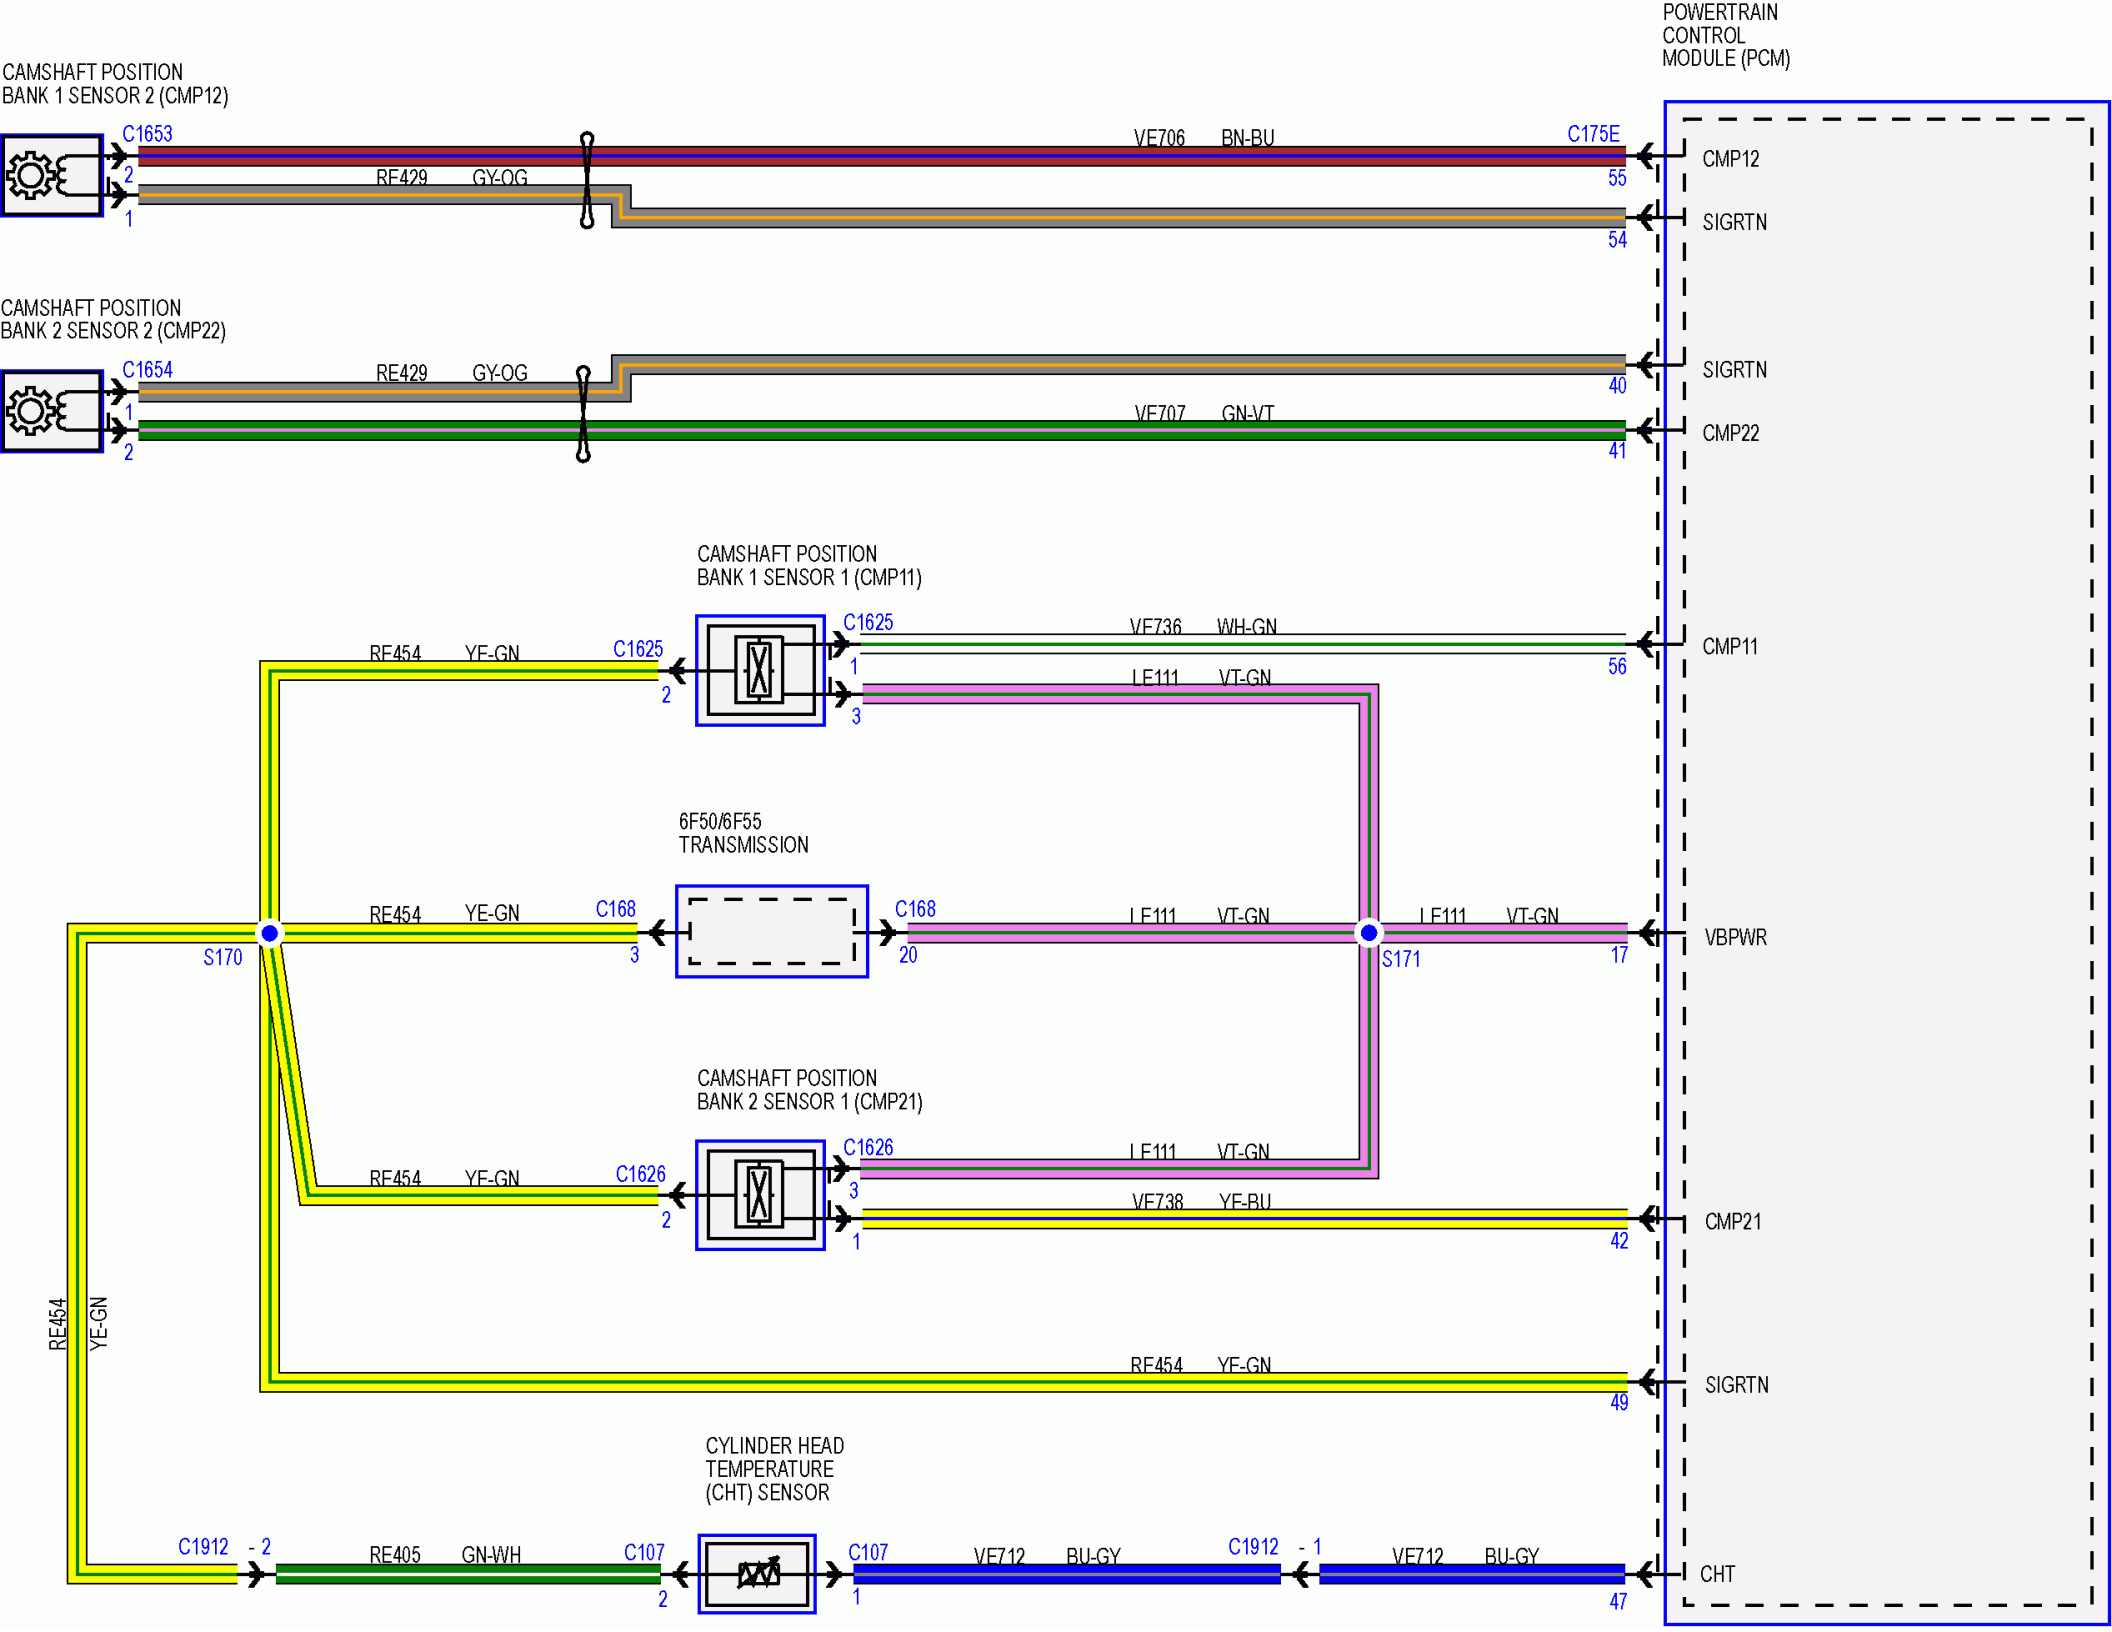 POWERTRAIN
CONTROL
MODULE (PCM)
CAMSHAFT POSITION
BANK 1 SENSOR 2 (CMP12)
C1653
VE706 BN-BU
C175E
CMP12
2
55
RE429 GY-OG
1
54
SIGRTN
CAMSHAFT POSITION
BANK 2 SENSOR 2 (CMP22)
C1654
RE429 GY-OG
SIGRTN
1
40
VE707 GN-VT
CMP22
2
41
CAMSHAFT POSITION
BANK 1 SENSOR 1 (CMP11)
RE454 YE-GN
C1625
C1625
VE736 WH-GN
CMP11
2
1
56
LE111 VT-GN
3
6F50/6F55
TRANSMISSION
RE454 YE-GN
C168
C168
LE111 VT-GN
LE111 VT-GN
VBPWR
S170
3
20
S171
17
CAMSHAFT POSITION
BANK 2 SENSOR 1 (CMP21)
RE454 YE-GN
C1626
C1626
LE111 VT-GN
2
3
VE738 YE-BU
CMP21
1
42
RE454
YE-GN
RE454 YE-GN
SIGRTN
49
CYLINDER HEAD
TEMPERATURE
(CHT) SENSOR
C1912 - 2
RE405 GN-WH
C107
C107
VE712 BU-GY
C1912 - 1
VE712 BU-GY
CHT
2
1
47